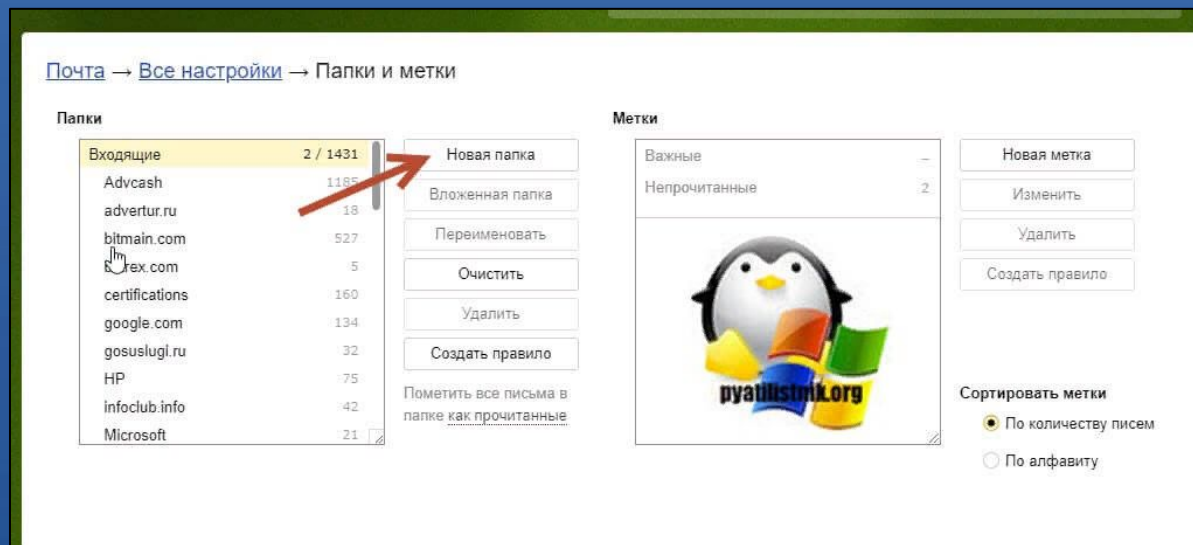 Почта → Все настройки → Папки и метки
Папки
Входящие 2 / 1431
Advcash 1185
advertur.ru 18
bitmain.com 527
rex.com 5
certifications 160
google.com 134
gosuslugi.ru 32
HP 75
infoclub.info 42
Microsoft 21
Новая папка
Вложенная папка
Переименовать
Очистить
Удалить
Создать правило
Пометить все письма в
папке как прочитанные
Метки
Важные –
Непрочитанные 2
pyatilistnik.org
Новая метка
Изменить
Удалить
Создать правило
Сортировать метки
По количеству писем
По алфавиту